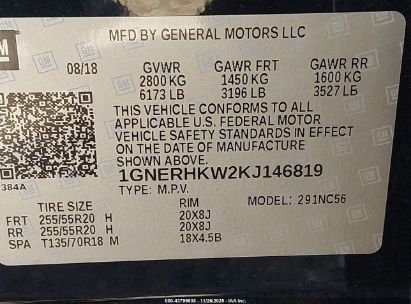 GM
MFD BY GENERAL MOTORS LLC
08/18 GVWR GAWR FRT GAWR RR
2800 KG 1450 KG 1600 KG
6173 LB 3196 LB 3527 LB
THIS VEHICLE CONFORMS TO ALL
APPLICABLE U.S. FEDERAL MOTOR
VEHICLE SAFETY STANDARDS IN EFFECT
ON THE DATE OF MANUFACTURE
SHOWN ABOVE.
384A 1GNERHKW2KJ146819
TYPE: M.P.V.
TIRE SIZE RIM MODEL: 291NC56
FRT 255/55R20 H 20X8J
RR 255/55R20 H 20X8J
SPA T135/70R18 M 18X4.5B